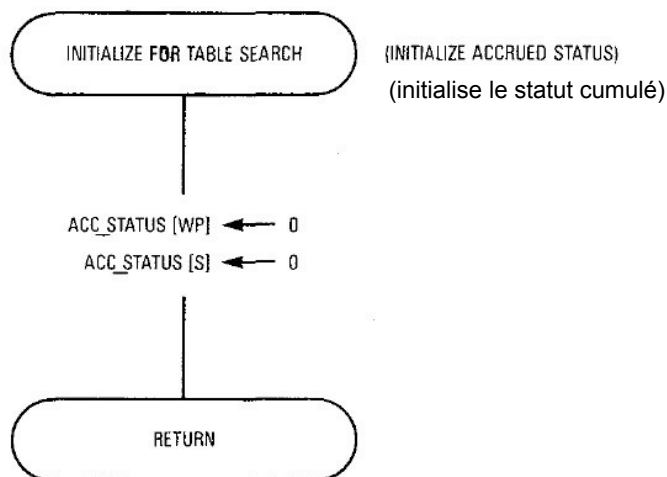 INITIALIZE FOR TABLE SEARCH
(INITIALIZE ACCRUED STATUS)
(initialise le statut cumulé)
ACC_STATUS [WP] ← 0
ACC_STATUS [S] ← 0
RETURN